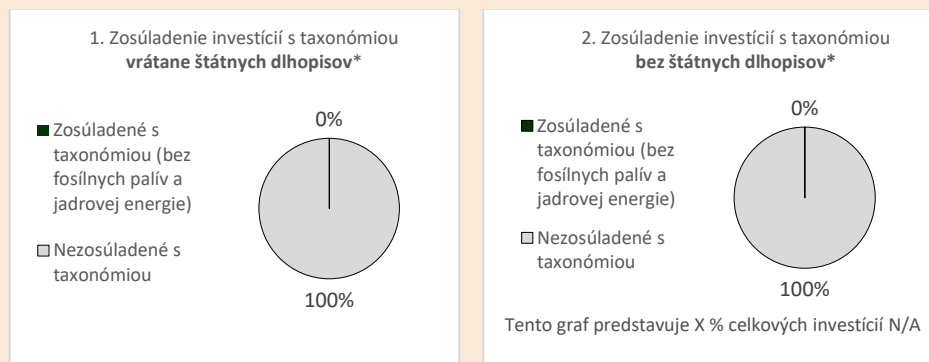 1. Zosúladenie investícií s taxonómiou
vrátane štátnych dlhopisov*
Zosúladené s
taxonómiou (bez
fosílnych palív a
jadrovej energie)
Nezosúladené s
taxonómiou
0%
100%
2. Zosúladenie investícií s taxonómiou
bez štátnych dlhopisov*
Zosúladené s
taxonómiou (bez
fosílnych palív a
jadrovej energie)
Nezosúladené s
taxonómiou
0%
100%
Tento graf predstavuje X % celkových investícií N/A